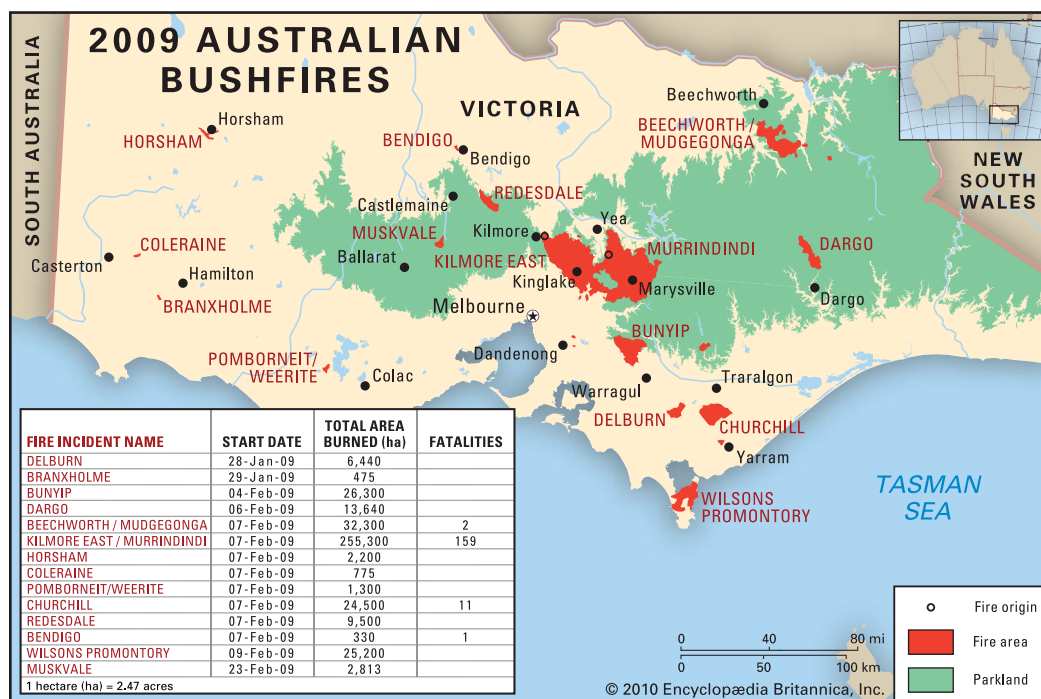 2009 AUSTRALIAN
BUSHFIRES
SOUTH AUSTRALIA
VICTORIA
NEW
SOUTH
WALES
Horsham
HORSHAM
BENDIGO
Bendigo
Beechworth
BEECHWORTH /
MUDGEGONGA
REDESDALE
Castlemaine
MUSKVALE
Kilmore
Yea
COLERAINE
Casterton
Hamilton
BRANXHOLME
Ballarat
KILMORE EAST
MURRINDINDI
Kinglake
Marysville
DARGO
Dargo
Melbourne
BUNYIP
Dandenong
POMBORNEIT/
WEERITE
Colac
Warragul
Traralgon
DELBURN
CHURCHILL
Yarram
WILSONS
PROMONTORY
TASMAN
SEA
FIRE INCIDENT NAME START DATE TOTAL AREA BURNED (ha) FATALITIES
DELBURN 28-Jan-09 6,440
BRANXHOLME 29-Jan-09 475
BUNYIP 04-Feb-09 26,300
DARGO 06-Feb-09 13,640
BEECHWORTH / MUDGEGONGA 07-Feb-09 32,300 2
KILMORE EAST / MURRINDINDI 07-Feb-09 255,300 159
HORSHAM 07-Feb-09 2,200
COLERAINE 07-Feb-09 775
POMBORNEIT/WEERITE 07-Feb-09 1,300
CHURCHILL 07-Feb-09 24,500 11
REDESDALE 07-Feb-09 9,500
BENDIGO 07-Feb-09 330 1
WILSONS PROMONTORY 09-Feb-09 25,200
MUSKVALE 23-Feb-09 2,813
1 hectare (ha) = 2.47 acres
Fire origin
Fire area
Parkland
0 40 80 mi
0 50 100 km
© 2010 Encyclopædia Britannica, Inc.